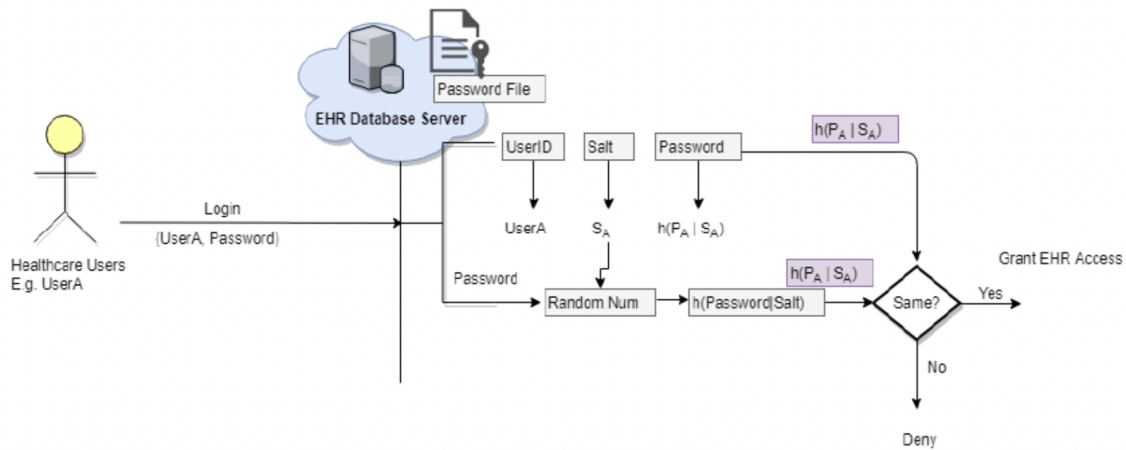 Password File
EHR Database Server
h(PA | SA)
UserID
Salt
Password
Login
(UserA, Password)
UserA
SA
h(PA | SA)
Healthcare Users
E.g. UserA
Password
h(PA | SA)
Grant EHR Access
Random Num
h(Password|Salt)
Same?
Yes
No
Deny